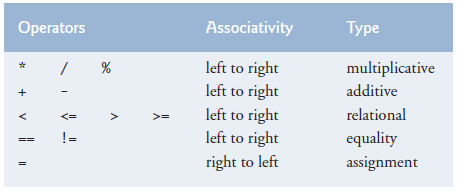 Operators Associativity Type
* / % left to right multiplicative
+ - left to right additive
< <= > >= left to right relational
== != left to right equality
= right to left assignment